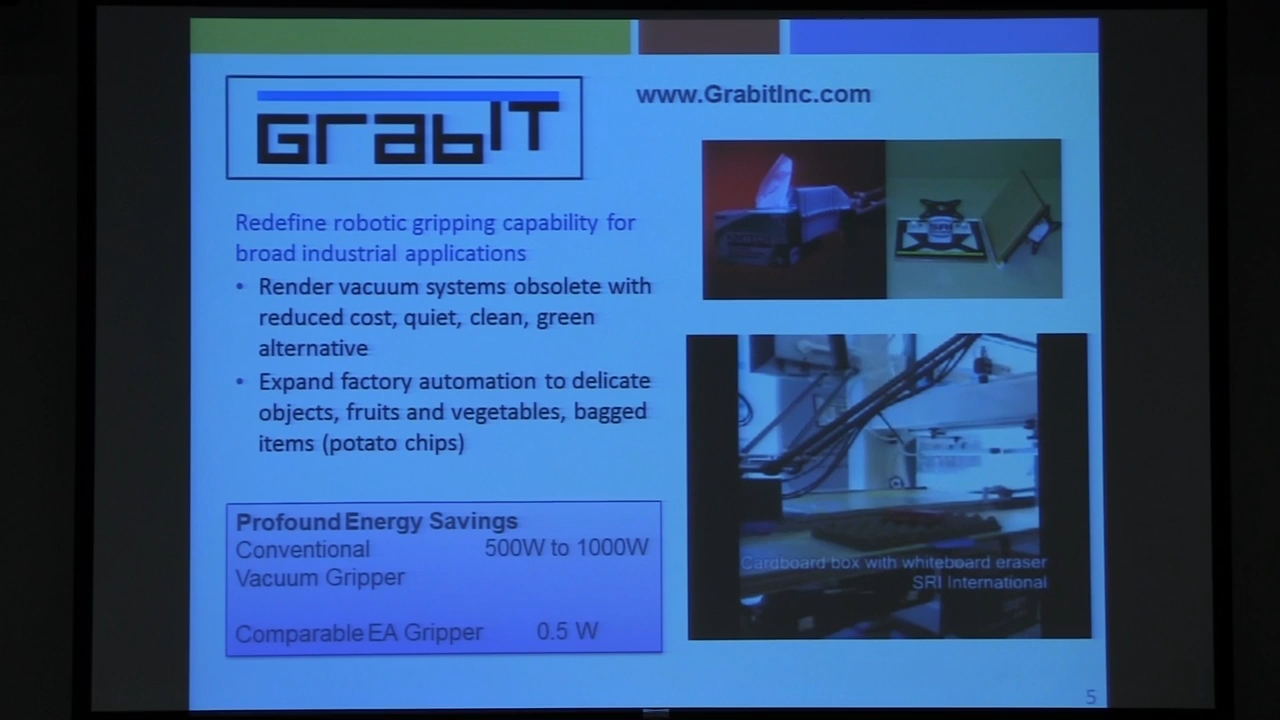 GrabIT
www.GrabitInc.com
Redefine robotic gripping capability for
broad industrial applications
• Render vacuum systems obsolete with
reduced cost, quiet, clean, green
alternative
• Expand factory automation to delicate
objects, fruits and vegetables, bagged
items (potato chips)
Profound Energy Savings
Conventional 500W to 1000W
Vacuum Gripper
Comparable EA Gripper 0.5 W
SRI
Cardboard box with whiteboard eraser
SRI International
5